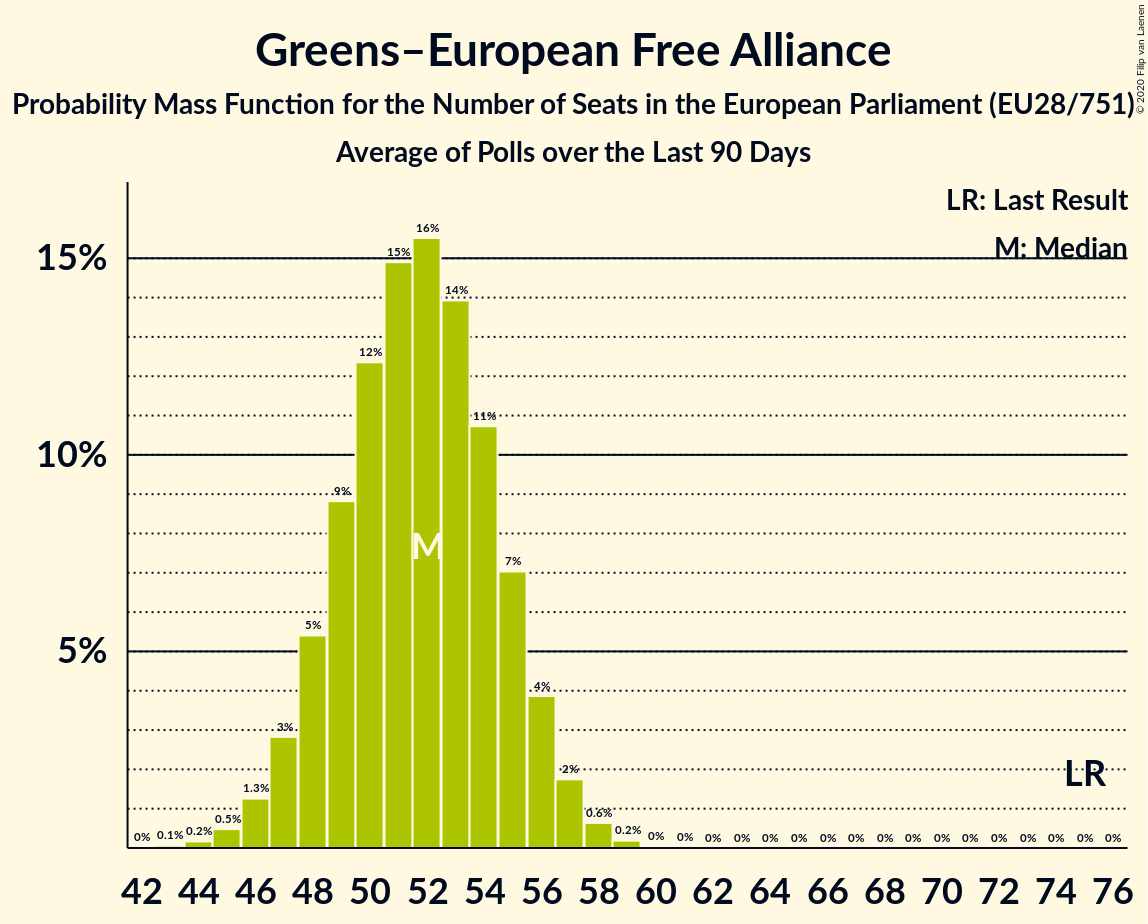 © 2020 Filip van Laenen
Greens–European Free Alliance
Probability Mass Function for the Number of Seats in the European Parliament (EU28/751)
Average of Polls over the Last 90 Days
LR: Last Result
M: Median
15%
10%
5%
0% 0.1% 0.2% 0.5% 1.3% 3% 5% 9% 12% 15% 16% 14% 11% 7% 4% 2% 0.6% 0.2% 0% 0% 0% 0% 0% 0% 0% 0% 0% 0% 0% 0% 0% 0% 0% 0% 0%
M
LR
42 44 46 48 50 52 54 56 58 60 62 64 66 68 70 72 74 76